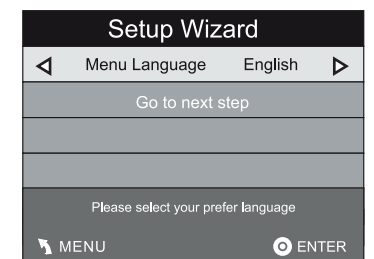 Setup Wizard
Menu Language English
Go to next step
Please select your prefer language
MENU ENTER